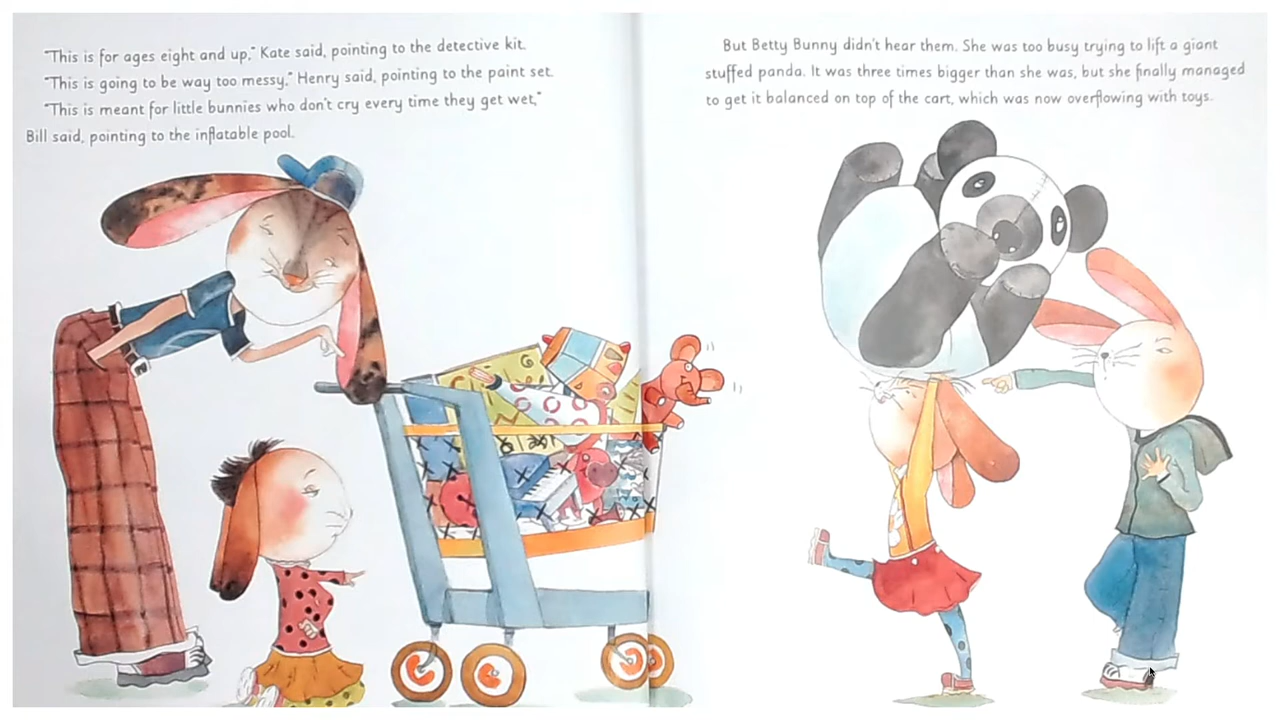 "This is for ages eight and up," Kate said, pointing to the detective kit.
"This is going to be way too messy," Henry said, pointing to the paint set.
"This is meant for little bunnies who don't cry every time they get wet,"
Bill said, pointing to the inflatable pool.
But Betty Bunny didn't hear them. She was too busy trying to lift a giant
stuffed panda. It was three times bigger than she was, but she finally managed
to get it balanced on top of the cart, which was now overflowing with toys.